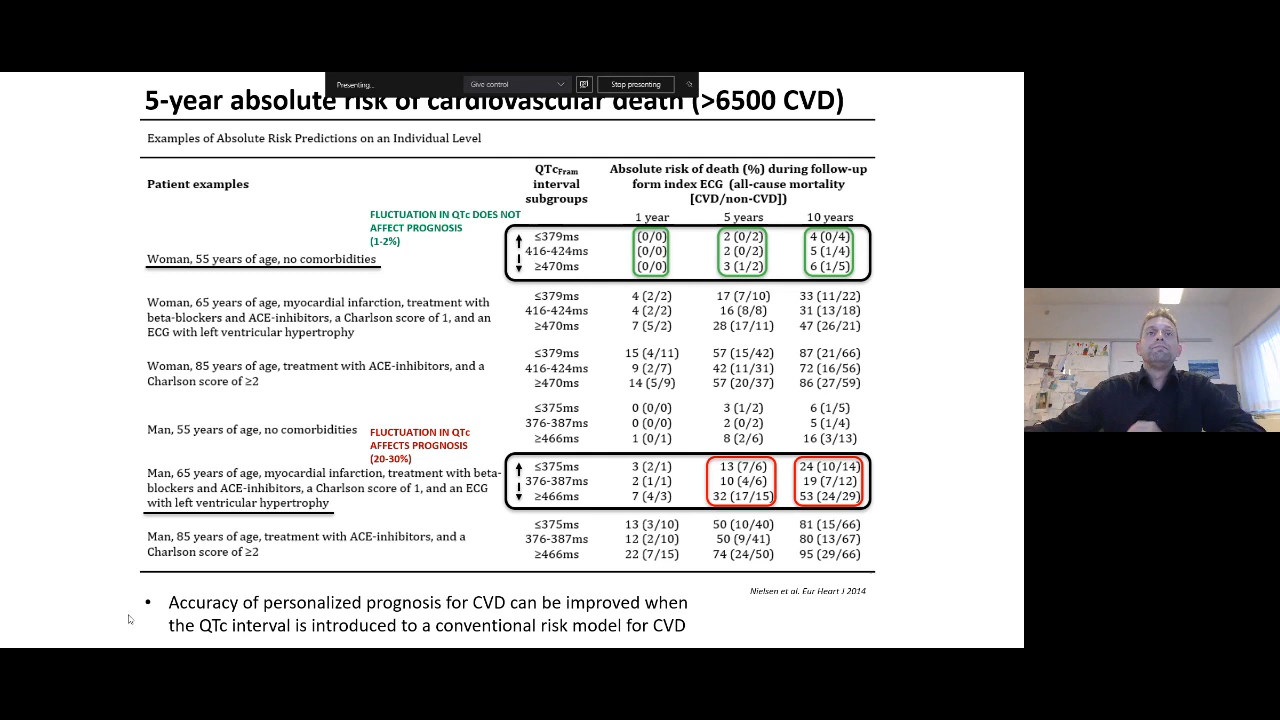 Presenting...
Give control
Stop presenting
5-year absolute risk of cardiovascular death (>6500 CVD)
Examples of Absolute Risk Predictions on an Individual Level
Patient examples
QTcFram
interval
subgroups
Absolute risk of death (%) during follow-up
form index ECG (all-cause mortality
[CVD/non-CVD])
1 year 5 years 10 years
FLUCTUATION IN QTc DOES NOT
AFFECT PROGNOSIS
(1-2%)
Woman, 55 years of age, no comorbidities
≤379ms (0/0) 2 (0/2) 4 (0/4)
416-424ms (0/0) 2 (0/2) 5 (1/4)
≥470ms (0/0) 3 (1/2) 6 (1/5)
Woman, 65 years of age, myocardial infarction, treatment with
beta-blockers and ACE-inhibitors, a Charlson score of 1, and an
ECG with left ventricular hypertrophy
≤379ms 4 (2/2) 17 (7/10) 33 (11/22)
416-424ms 4 (2/2) 16 (8/8) 31 (13/18)
≥470ms 7 (5/2) 28 (17/11) 47 (26/21)
Woman, 85 years of age, treatment with ACE-inhibitors, and a
Charlson score of ≥2
≤379ms 15 (4/11) 57 (15/42) 87 (21/66)
416-424ms 9 (2/7) 42 (11/31) 72 (16/56)
≥470ms 14 (5/9) 57 (20/37) 86 (27/59)
Man, 55 years of age, no comorbidities
≤375ms 0 (0/0) 3 (1/2) 6 (1/5)
376-387ms 0 (0/0) 2 (0/2) 5 (1/4)
≥466ms 1 (0/1) 8 (2/6) 16 (3/13)
FLUCTUATION IN QTc
AFFECTS PROGNOSIS
(20-30%)
Man, 65 years of age, myocardial infarction, treatment with beta-
blockers and ACE-inhibitors, a Charlson score of 1, and an ECG
with left ventricular hypertrophy
≤375ms 3 (2/1) 13 (7/6) 24 (10/14)
376-387ms 2 (1/1) 10 (4/6) 19 (7/12)
≥466ms 7 (4/3) 32 (17/15) 53 (24/29)
Man, 85 years of age, treatment with ACE-inhibitors, and a
Charlson score of ≥2
≤375ms 13 (3/10) 50 (10/40) 81 (15/66)
376-387ms 12 (2/10) 50 (9/41) 80 (13/67)
≥466ms 22 (7/15) 74 (24/50) 95 (29/66)
Nielsen et al. Eur Heart J 2014
• Accuracy of personalized prognosis for CVD can be improved when
the QTc interval is introduced to a conventional risk model for CVD